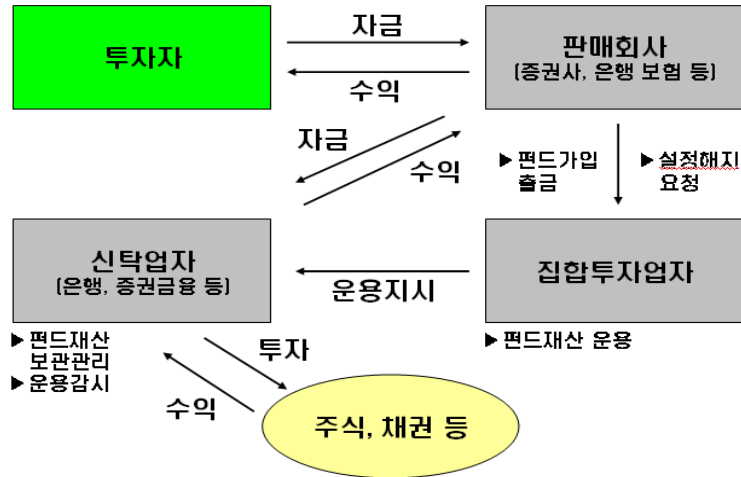 자금
투자자
판매회사
(증권사, 은행 보험 등)
수익
자금
수익
▶ 펀드가입
출금
▶ 설정해지
요청
신탁업자
(은행, 증권금융 등)
운용지시
집합투자업자
▶ 펀드재산
보관관리
▶ 운용감시
▶ 펀드재산 운용
투자
수익
주식, 채권 등